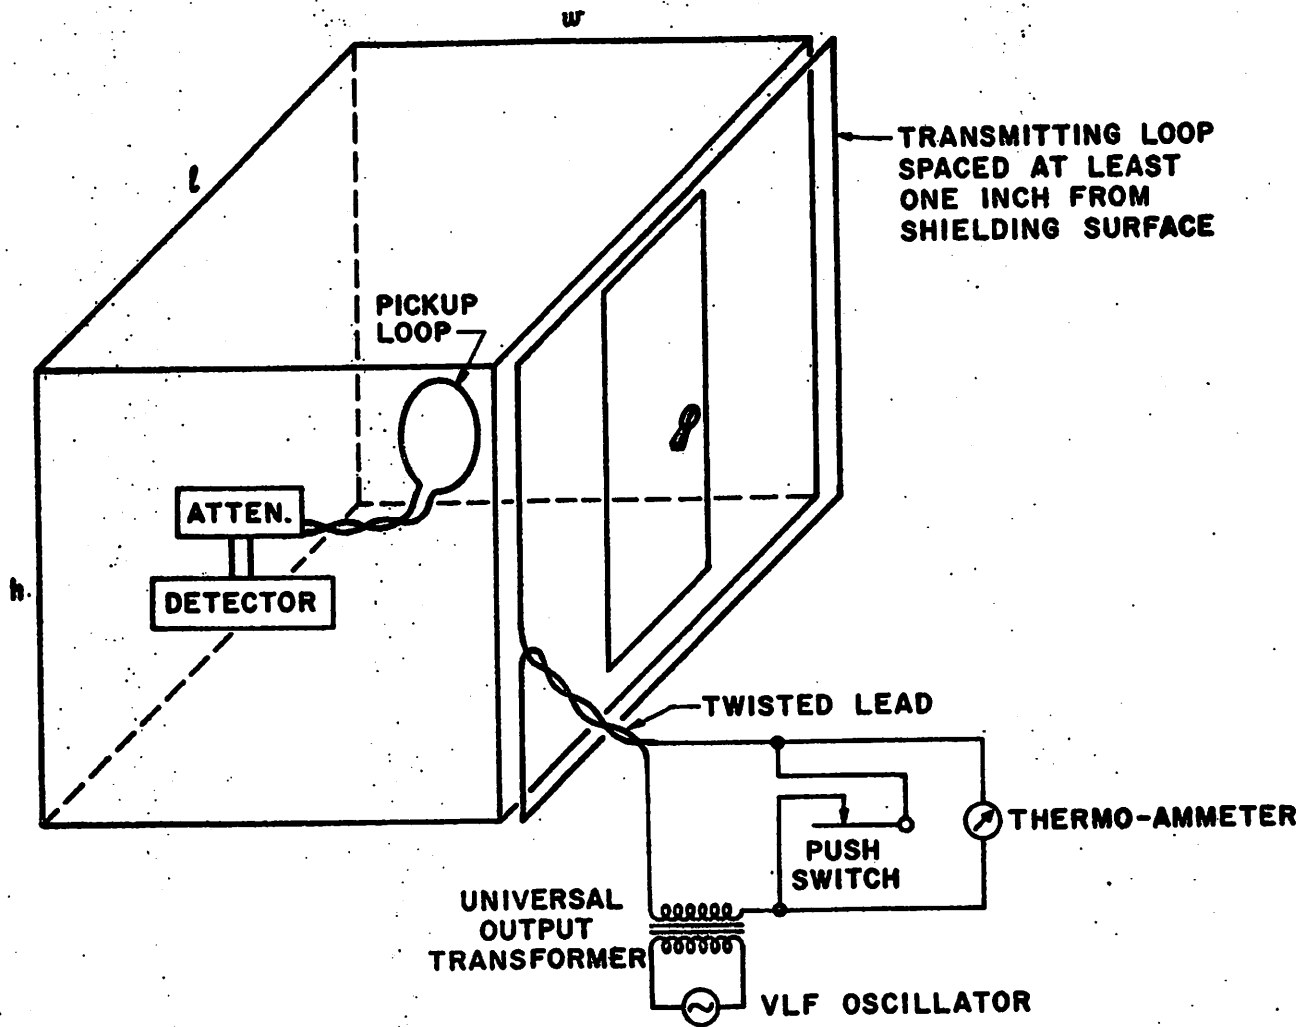 w
TRANSMITTING LOOP
SPACED AT LEAST
ONE INCH FROM
SHIELDING SURFACE
l
PICKUP
LOOP
ATTEN.
h.
DETECTOR
TWISTED LEAD
THERMO-AMMETER
PUSH
SWITCH
UNIVERSAL
OUTPUT
TRANSFORMER
VLF OSCILLATOR